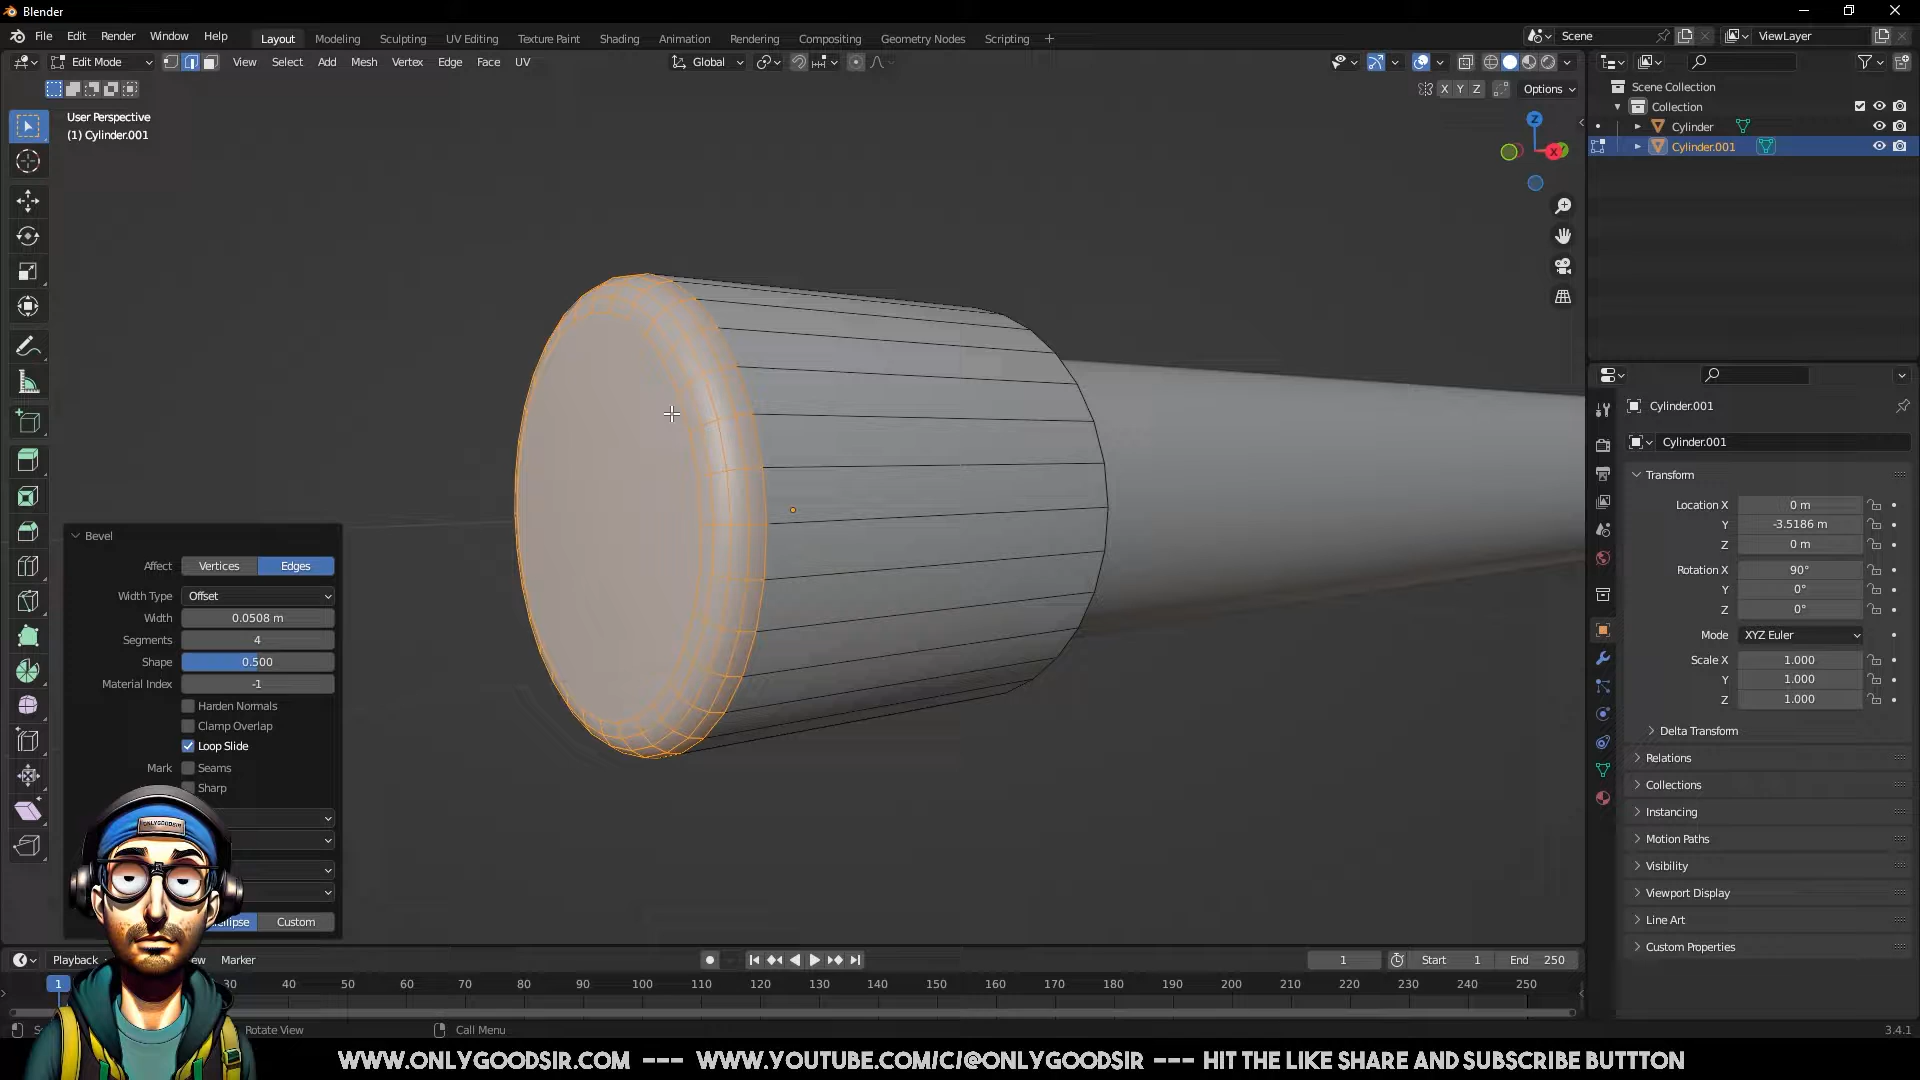 Blender
File Edit Render Window Help
Layout Modeling Sculpting UV Editing Texture Paint Shading Animation Rendering Compositing Geometry Nodes Scripting +
Scene
ViewLayer
Edit Mode
View Select Add Mesh Vertex Edge Face UV
Global
X Y Z
Options
User Perspective
(1) Cylinder.001
Z
X
Scene Collection
Collection
Cylinder
Cylinder.001
Cylinder.001
Cylinder.001
Transform
Location X 0 m
Y -3.5186 m
Z 0 m
Rotation X 90°
Y 0°
Z 0°
Mode XYZ Euler
Scale X 1.000
Y 1.000
Z 1.000
Delta Transform
Relations
Collections
Instancing
Motion Paths
Visibility
Viewport Display
Line Art
Custom Properties
Bevel
Affect Vertices Edges
Width Type Offset
Width 0.0508 m
Segments 4
Shape 0.500
Material Index -1
Harden Normals
Clamp Overlap
Loop Slide
Mark Seams
Sharp
Custom
ONLYGOODSIR
Playback
Marker
1
Start 1
End 250
1 30 40 50 60 70 80 90 100 110 120 130 140 150 160 170 180 190 200 210 220 230 240 250
Rotate View
Call Menu
3.4.1
WWW.ONLYGOODSIR.COM --- WWW.YOUTUBE.COM/C/@ONLYGOODSIR --- HIT THE LIKE SHARE AND SUBSCRIBE BUTTTON